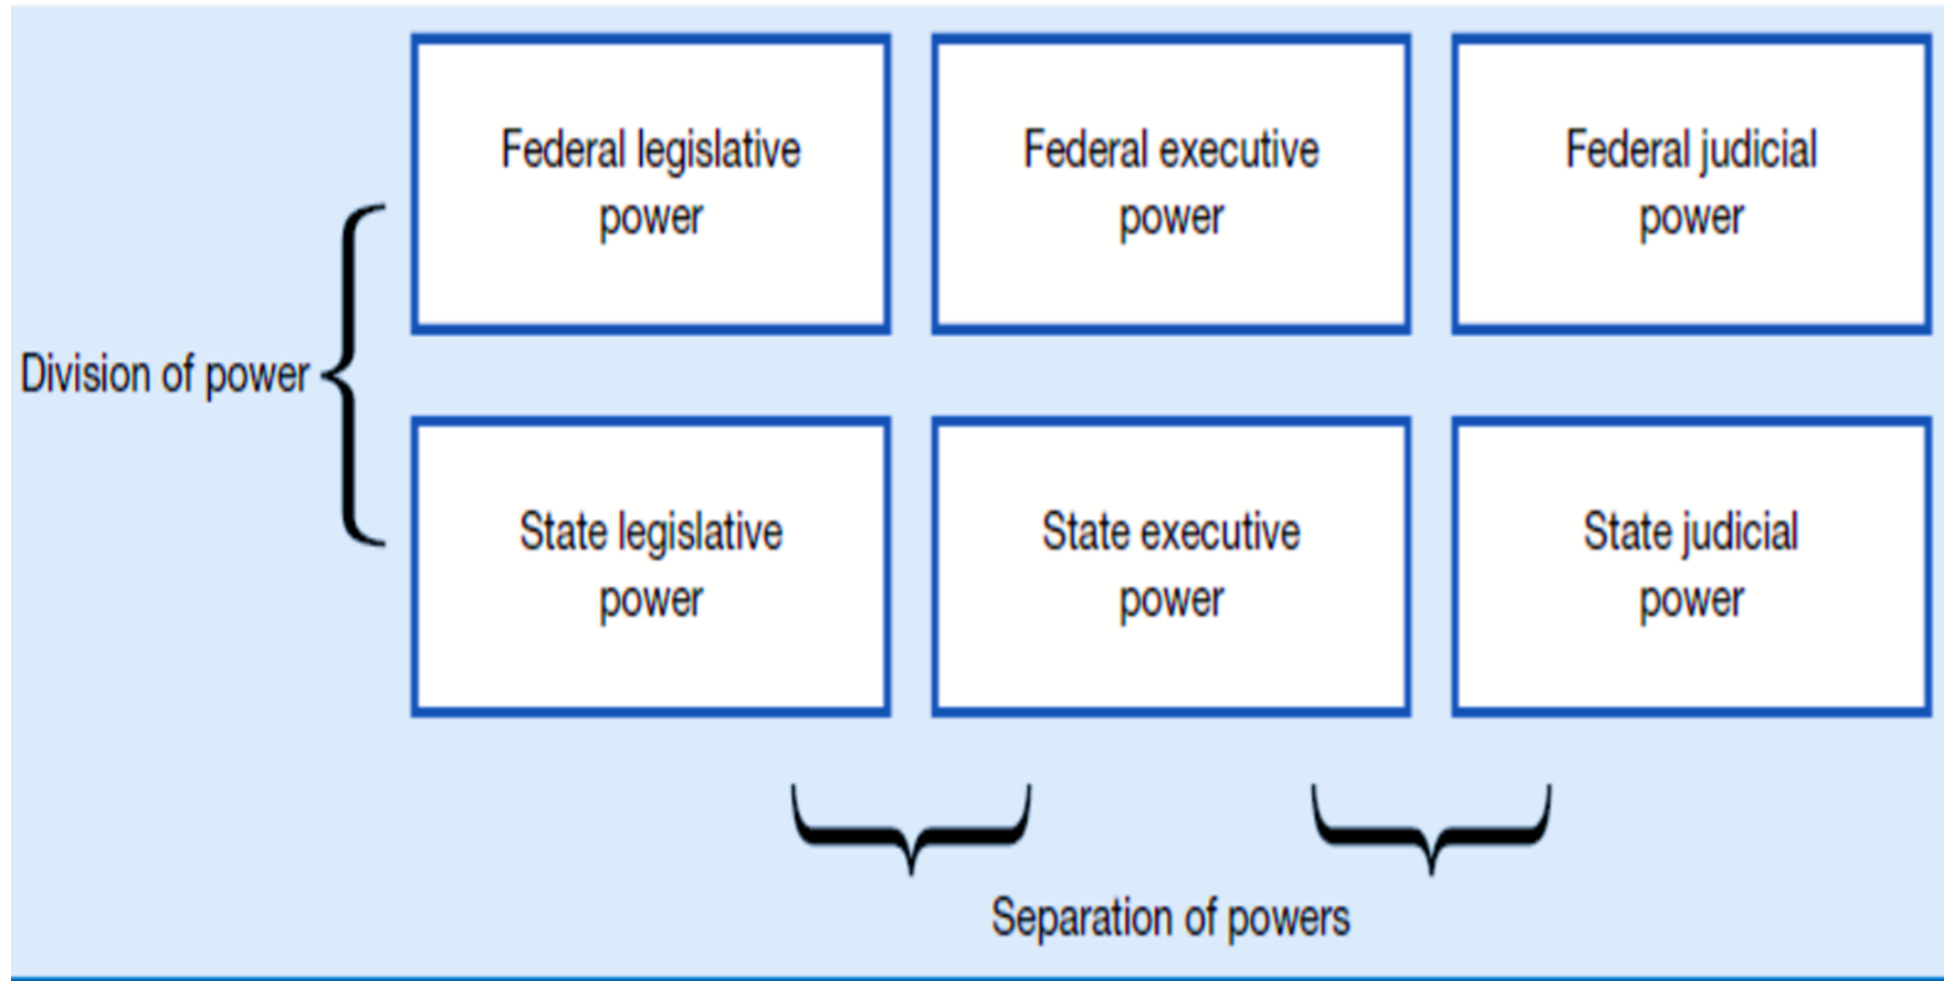 Federal legislative
power
Federal executive
power
Federal judicial
power
Division of power
State legislative
power
State executive
power
State judicial
power
Separation of powers